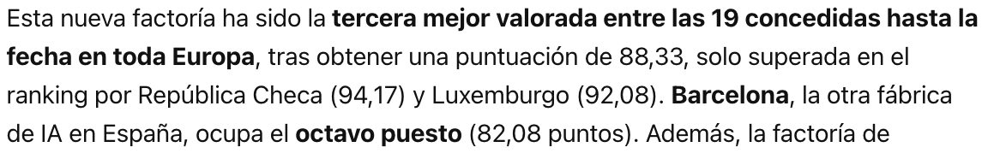 Esta nueva factoría ha sido la tercera mejor valorada entre las 19 concedidas hasta la
fecha en toda Europa, tras obtener una puntuación de 88,33, solo superada en el
ranking por República Checa (94,17) y Luxemburgo (92,08). Barcelona, la otra fábrica
de IA en España, ocupa el octavo puesto (82,08 puntos). Además, la factoría de